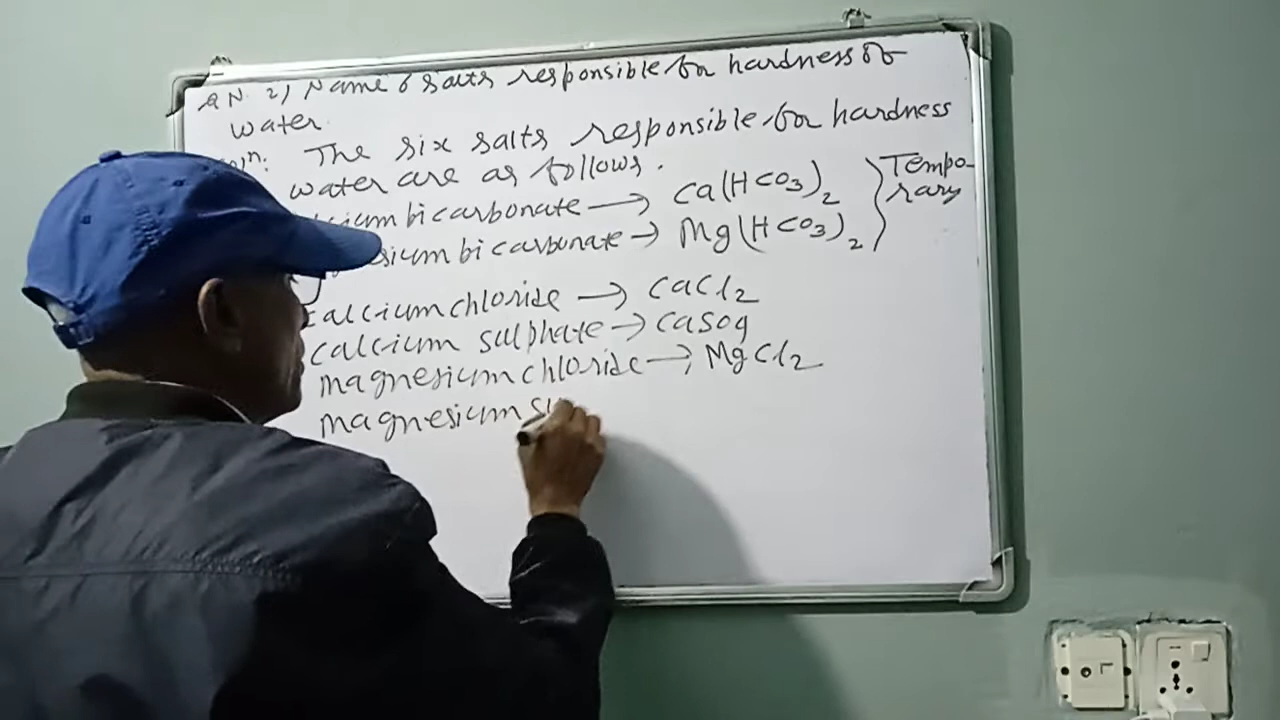 Q N. 2) Name 6 salts responsible for hardness of
water.
The six salts responsible for hardness
water are as follows.
bicarbonate → Ca(HCO3)2
bicarbonate → Mg(HCO3)2
Tempo-
rary
calcium chloride → CaCl2
calcium sulphate → CaSO4
magnesium chloride → MgCl2
magnesium